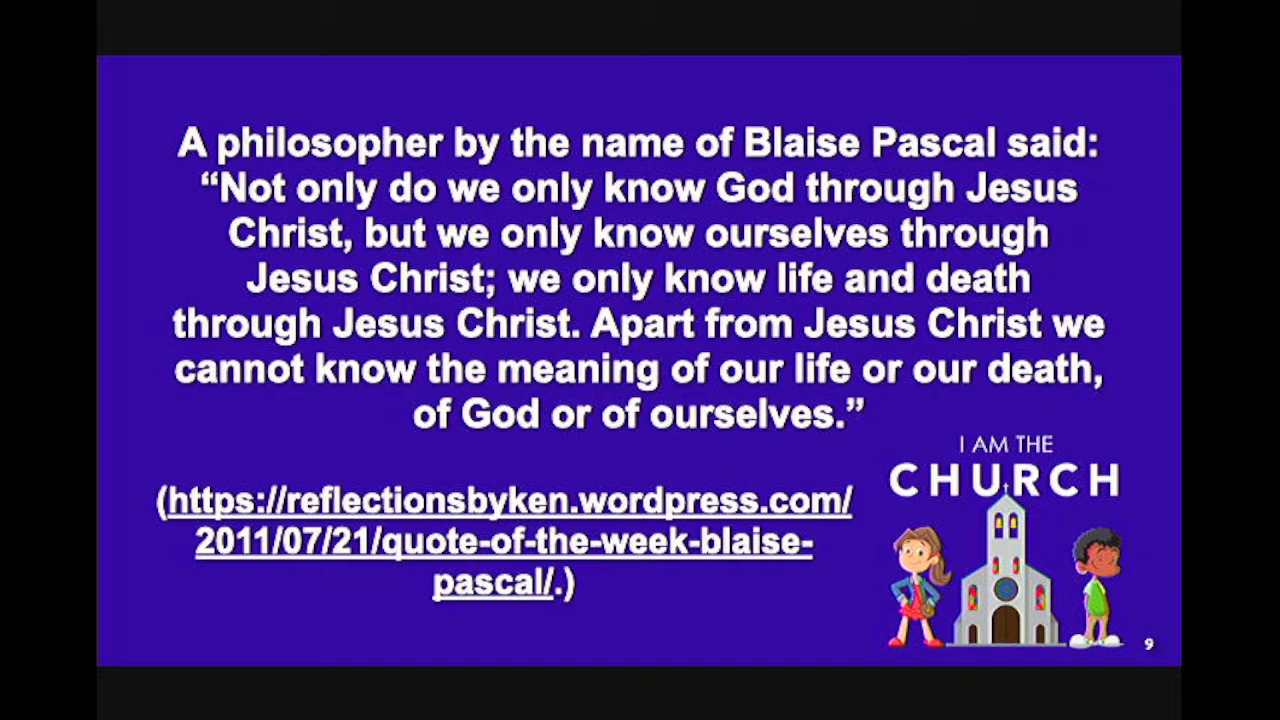 A philosopher by the name of Blaise Pascal said:
“Not only do we only know God through Jesus
Christ, but we only know ourselves through
Jesus Christ; we only know life and death
through Jesus Christ. Apart from Jesus Christ we
cannot know the meaning of our life or our death,
of God or of ourselves.”
I AM THE
CHURCH
(https://reflectionsbyken.wordpress.com/
2011/07/21/quote-of-the-week-blaise-
pascal/.)
9